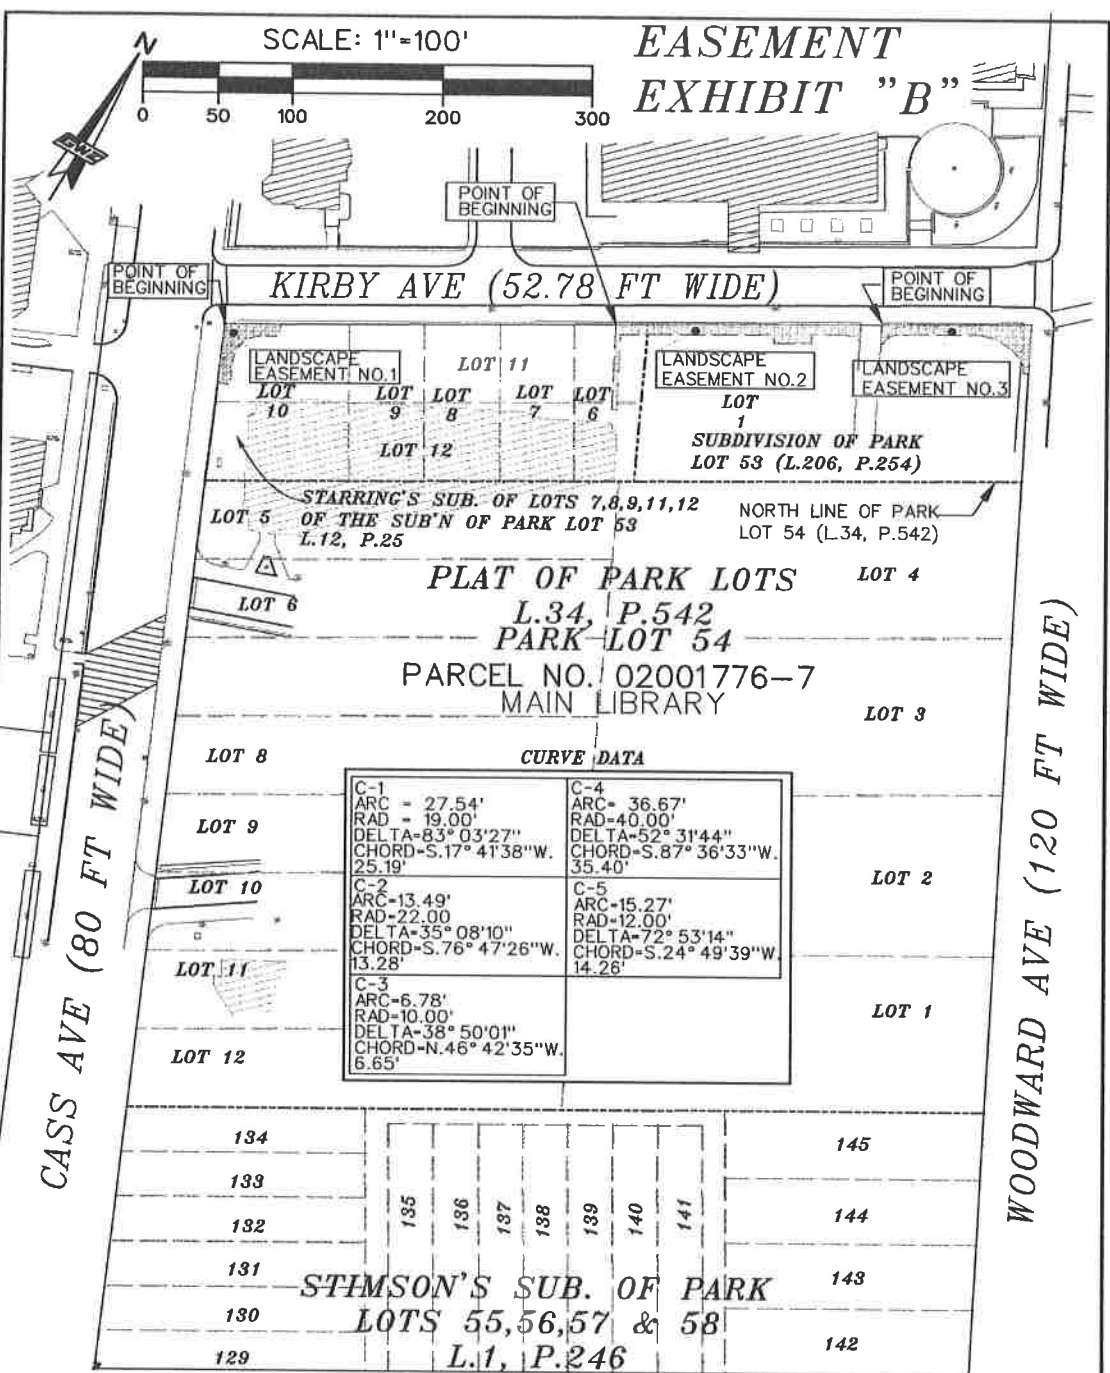 SCALE: 1"=100'
EASEMENT
EXHIBIT "B"
N
GWE
0 50 100 200 300
POINT OF
BEGINNING
POINT OF
BEGINNING
KIRBY AVE (52.78 FT WIDE)
POINT OF
BEGINNING
LANDSCAPE
EASEMENT NO.1
LOT 11
LANDSCAPE
EASEMENT NO.2
LANDSCAPE
EASEMENT NO.3
LOT
10
LOT
9
LOT
8
LOT
7
LOT
6
LOT
1
LOT 12
SUBDIVISION OF PARK
LOT 53 (L.206, P.254)
STARRING'S SUB. OF LOTS 7,8,9,11,12
OF THE SUB'N OF PARK LOT 53
L.12, P.25
LOT 5
NORTH LINE OF PARK
LOT 54 (L.34, P.542)
PLAT OF PARK LOTS
L.34, P.542
PARK LOT 54
LOT 4
LOT 6
PARCEL NO. 02001776-7
MAIN LIBRARY
LOT 3
LOT 8
CURVE DATA
C-1
ARC = 27.54'
RAD = 19.00'
DELTA=83°03'27"
CHORD=S.17°41'38"W.
25.19'
C-4
ARC= 36.67'
RAD=40.00'
DELTA=52°31'44"
CHORD=S.87°36'33"W.
35.40'
C-2
ARC=13.49'
RAD=22.00
DELTA=35°08'10"
CHORD=S.76°47'26"W.
13.28'
C-5
ARC=15.27'
RAD=12.00'
DELTA=72°53'14"
CHORD=S.24°49'39"W.
14.26'
C-3
ARC=6.78'
RAD=10.00'
DELTA=38°50'01"
CHORD=N.46°42'35"W.
6.65'
LOT 9
LOT 10
LOT 11
LOT 12
LOT 2
LOT 1
CASS AVE (80 FT WIDE)
WOODWARD AVE (120 FT WIDE)
134
133
132
131
130
129
135
136
137
138
139
140
141
145
144
143
142
STIMSON'S SUB. OF PARK
LOTS 55,56,57 & 58
L.1, P.246